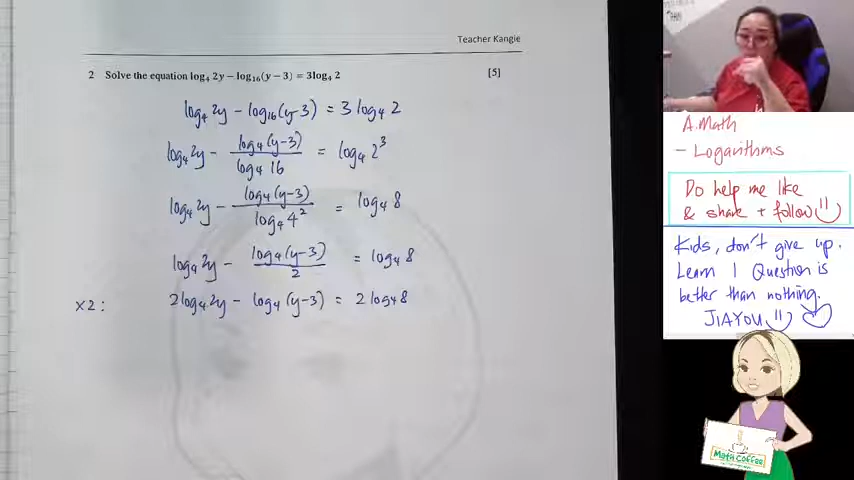 Teacher Kangie
2 Solve the equation log₄ 2y − log₁₆(y − 3) = 3log₄ 2 [5]
log₄ 2y − log₁₆(y−3) = 3 log₄ 2
log₄ 2y − log₄(y−3)/log₄ 16 = log₄ 2³
log₄ 2y − log₄(y−3)/log₄ 4² = log₄ 8
log₄ 2y − log₄(y−3)/2 = log₄ 8
×2 : 2log₄ 2y − log₄(y−3) = 2 log₄ 8
A.Math
- Logarithms
Do help me like
& share + follow
Kids, don't give up.
Learn 1 Question is
better than nothing.
JIAYOU
Math Coffee